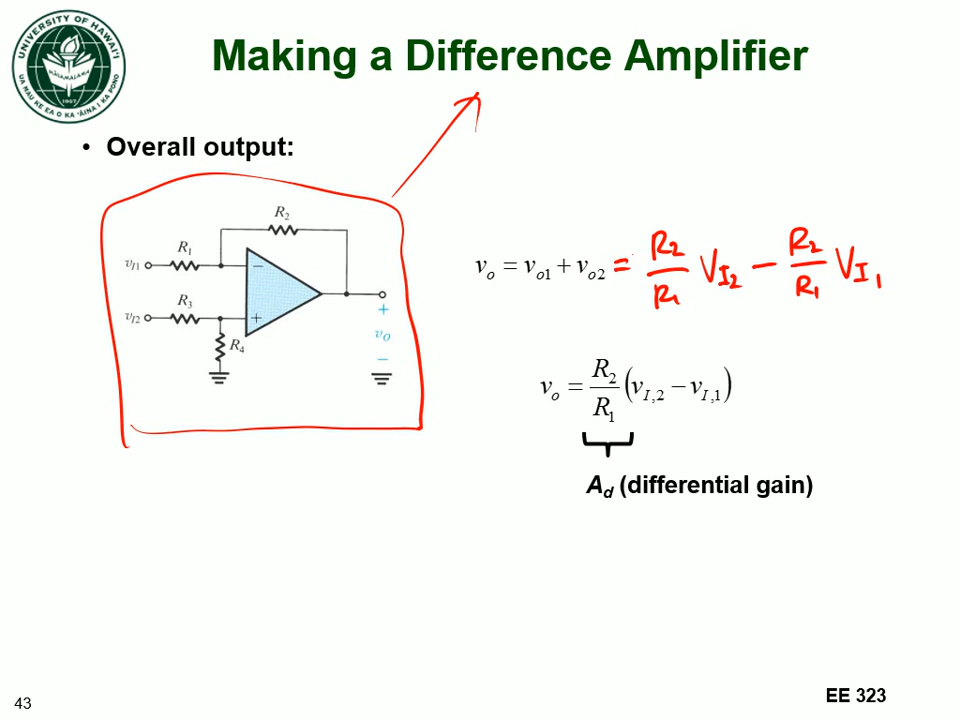 UNIVERSITY OF HAWAI'I
MĀLAMALAMA
1907
UA MAU KE EA O KA 'ĀINA I KA PONO
Making a Difference Amplifier
• Overall output:
R2
R1
vI1
−
R3
vI2
+
R4
+
vO
−
vo = vo1 + vo2 = R2/R1 VI2 − R2/R1 VI1
vo = R2/R1 (vI,2 − vI,1)
Ad (differential gain)
43
EE 323